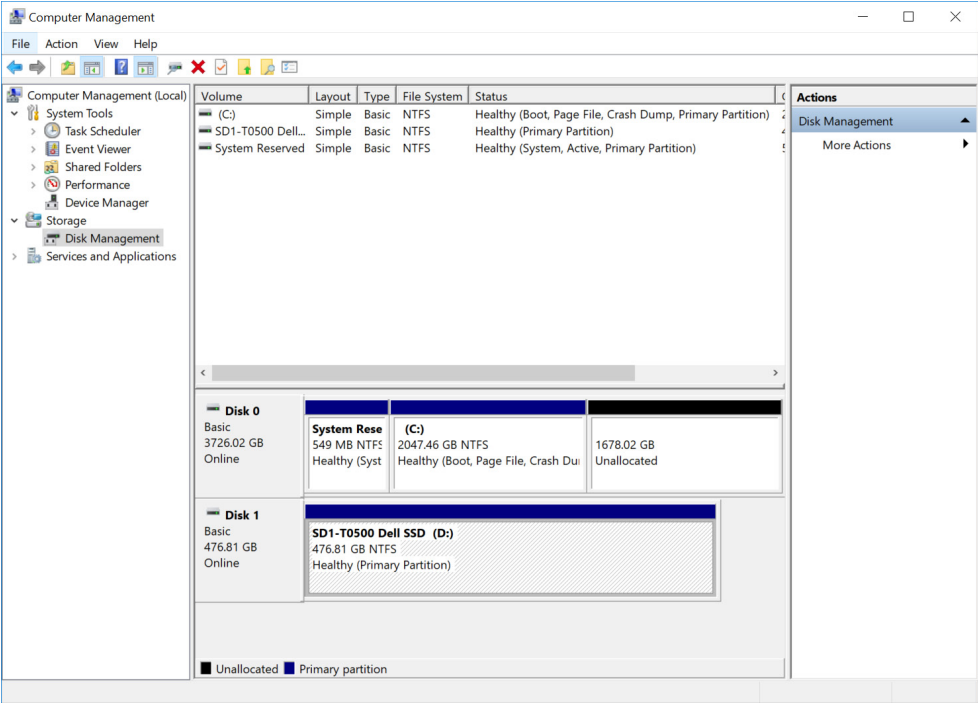 Computer Management
File Action View Help
Computer Management (Local)
System Tools
Task Scheduler
Event Viewer
Shared Folders
Performance
Device Manager
Storage
Disk Management
Services and Applications
Volume Layout Type File System Status
(C:) Simple Basic NTFS Healthy (Boot, Page File, Crash Dump, Primary Partition)
SD1-T0500 Dell... Simple Basic NTFS Healthy (Primary Partition)
System Reserved Simple Basic NTFS Healthy (System, Active, Primary Partition)
Disk 0
Basic
3726.02 GB
Online
System Rese
549 MB NTFS
Healthy (Syst
(C:)
2047.46 GB NTFS
Healthy (Boot, Page File, Crash Du
1678.02 GB
Unallocated
Disk 1
Basic
476.81 GB
Online
SD1-T0500 Dell SSD (D:)
476.81 GB NTFS
Healthy (Primary Partition)
Unallocated Primary partition
Actions
Disk Management
More Actions